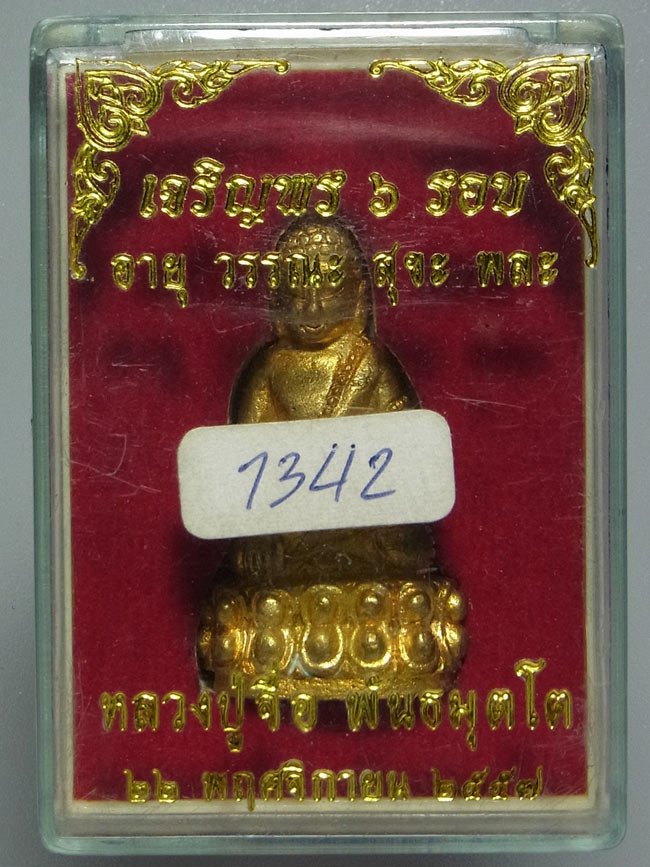 เจริญพร ๖ รอบ
อายุ วรรณะ สุขะ พละ
1342
หลวงปู่จื่อ พันธมุตโต
๒๒ พฤศจิกายน ๒๕๕๗